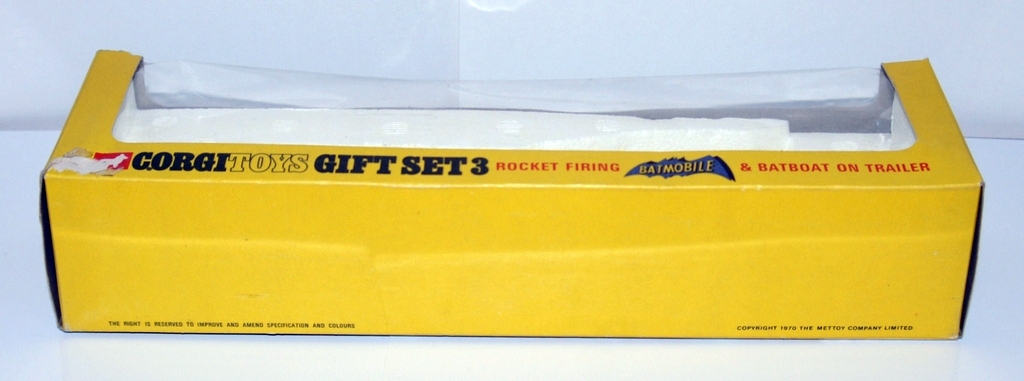 CORGI TOYS GIFT SET 3 ROCKET FIRING BATMOBILE & BATBOAT ON TRAILER
THE RIGHT IS RESERVED TO IMPROVE AND AMEND SPECIFICATION AND COLOURS
COPYRIGHT 1970 THE METTOY COMPANY LIMITED